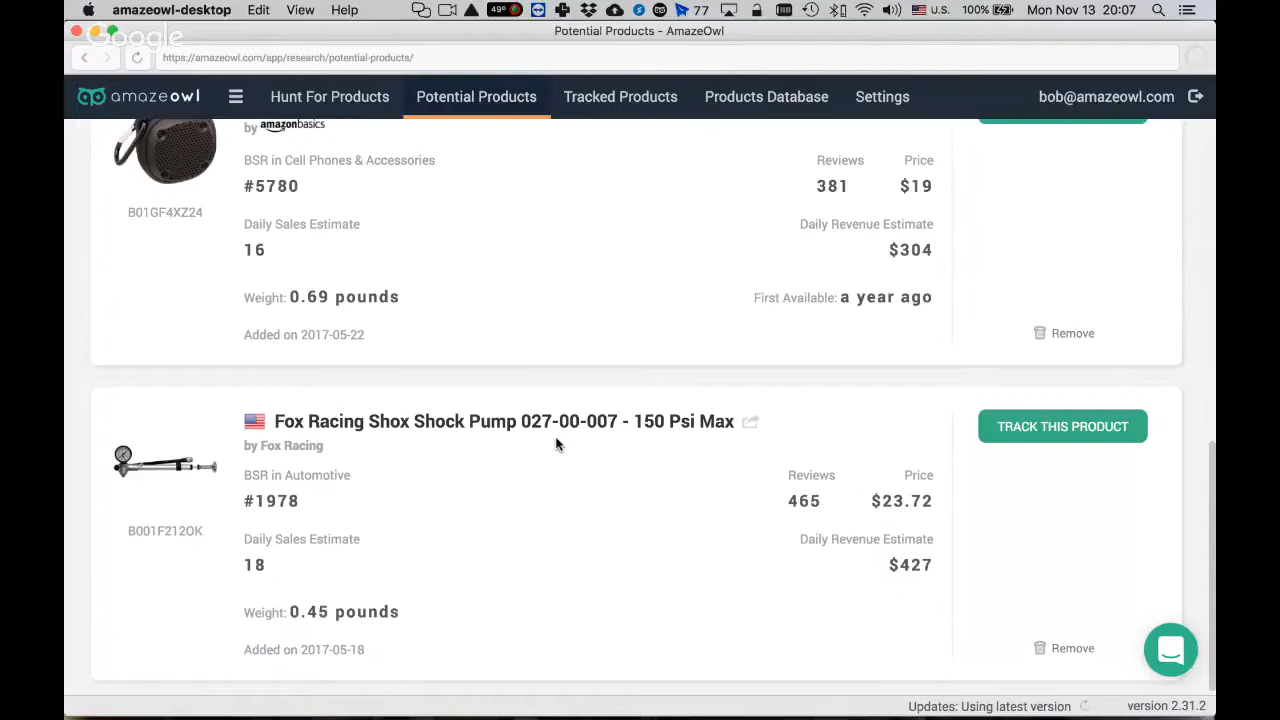 amazeowl-desktop Edit View Help 49° 77 U.S. 100% Mon Nov 13 20:07
Google
Potential Products - AmazeOwl
https://amazeowl.com/app/research/potential-products/
amazeowl Hunt For Products Potential Products Tracked Products Products Database Settings bob@amazeowl.com
by amazonbasics
BSR in Cell Phones & Accessories Reviews Price
#5780 381 $19
B01GF4XZ24
Daily Sales Estimate Daily Revenue Estimate
16 $304
Weight: 0.69 pounds First Available: a year ago
Added on 2017-05-22 Remove
Fox Racing Shox Shock Pump 027-00-007 - 150 Psi Max TRACK THIS PRODUCT
by Fox Racing
BSR in Automotive Reviews Price
#1978 465 $23.72
B001F212OK
Daily Sales Estimate Daily Revenue Estimate
18 $427
Weight: 0.45 pounds
Added on 2017-05-18 Remove
Updates: Using latest version version 2.31.2